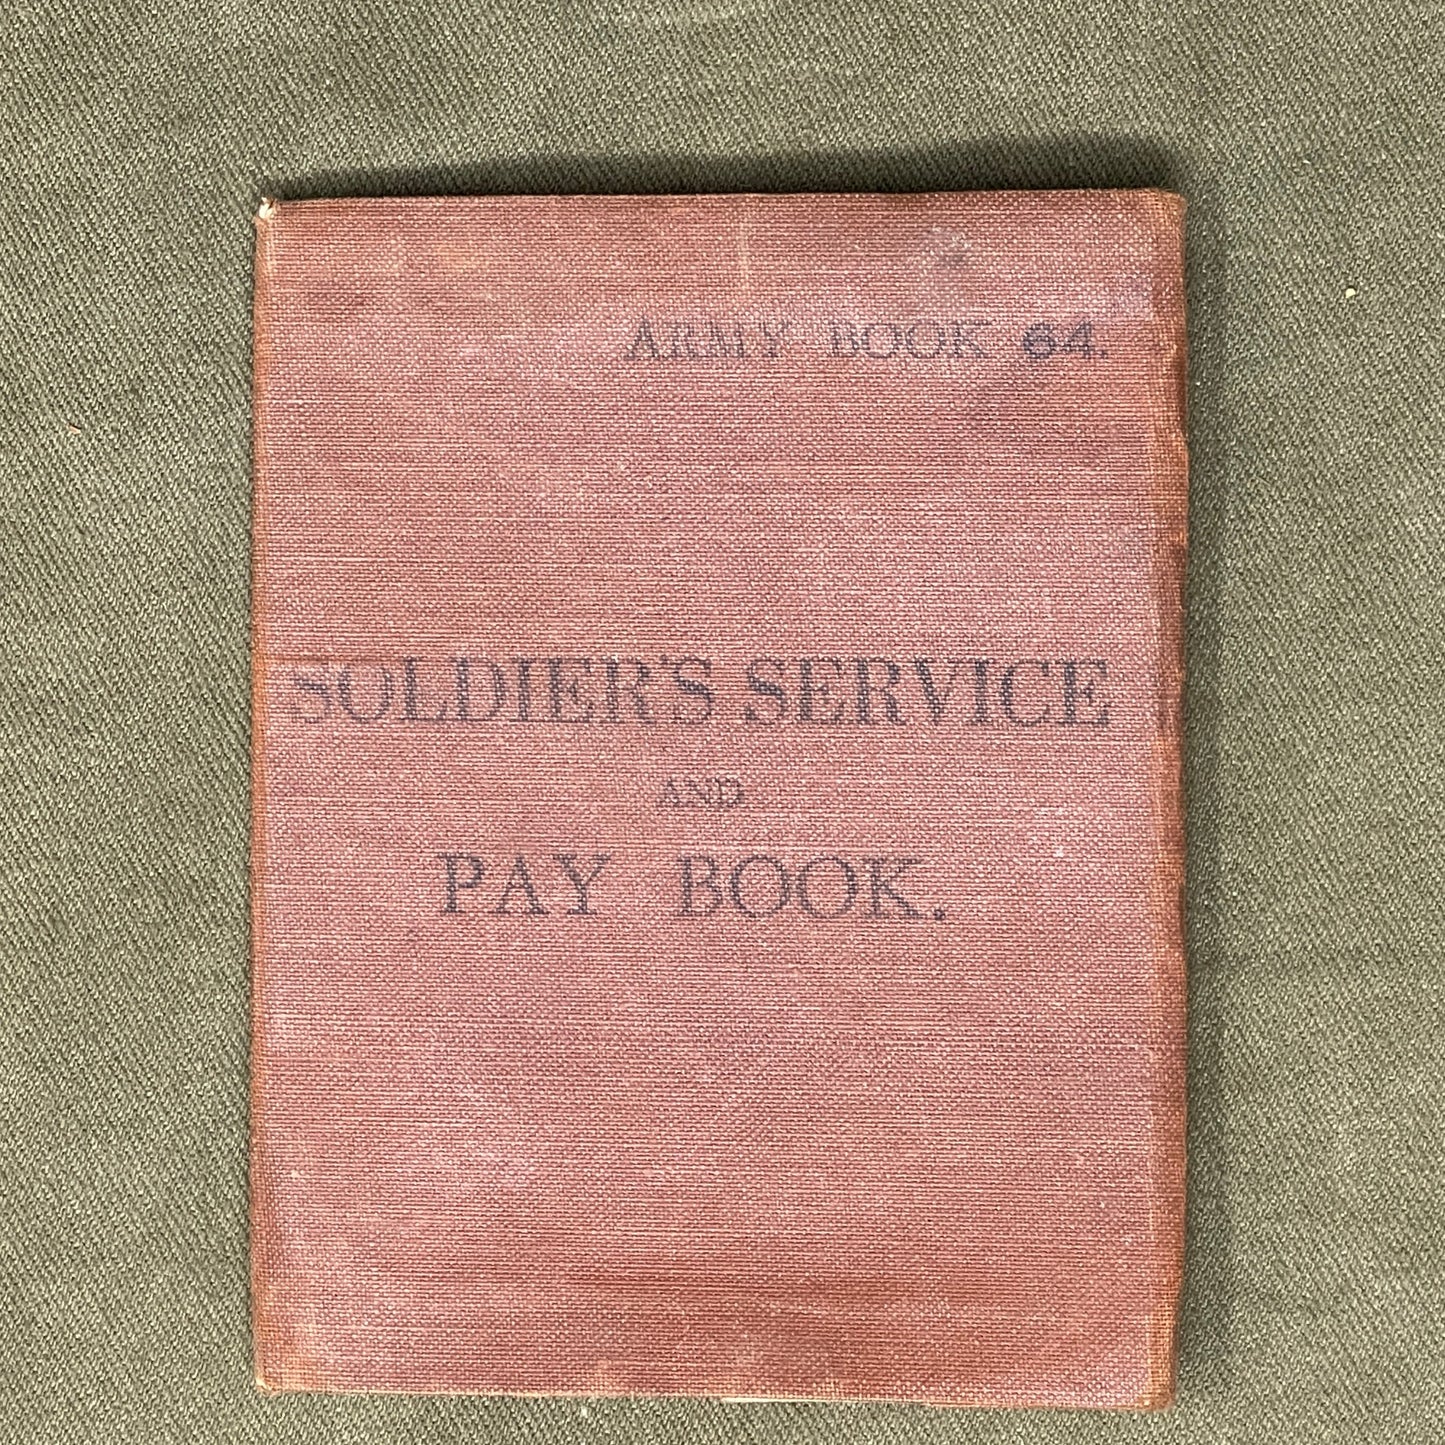 ARMY BOOK 64.
SOLDIER'S SERVICE
AND
PAY BOOK.